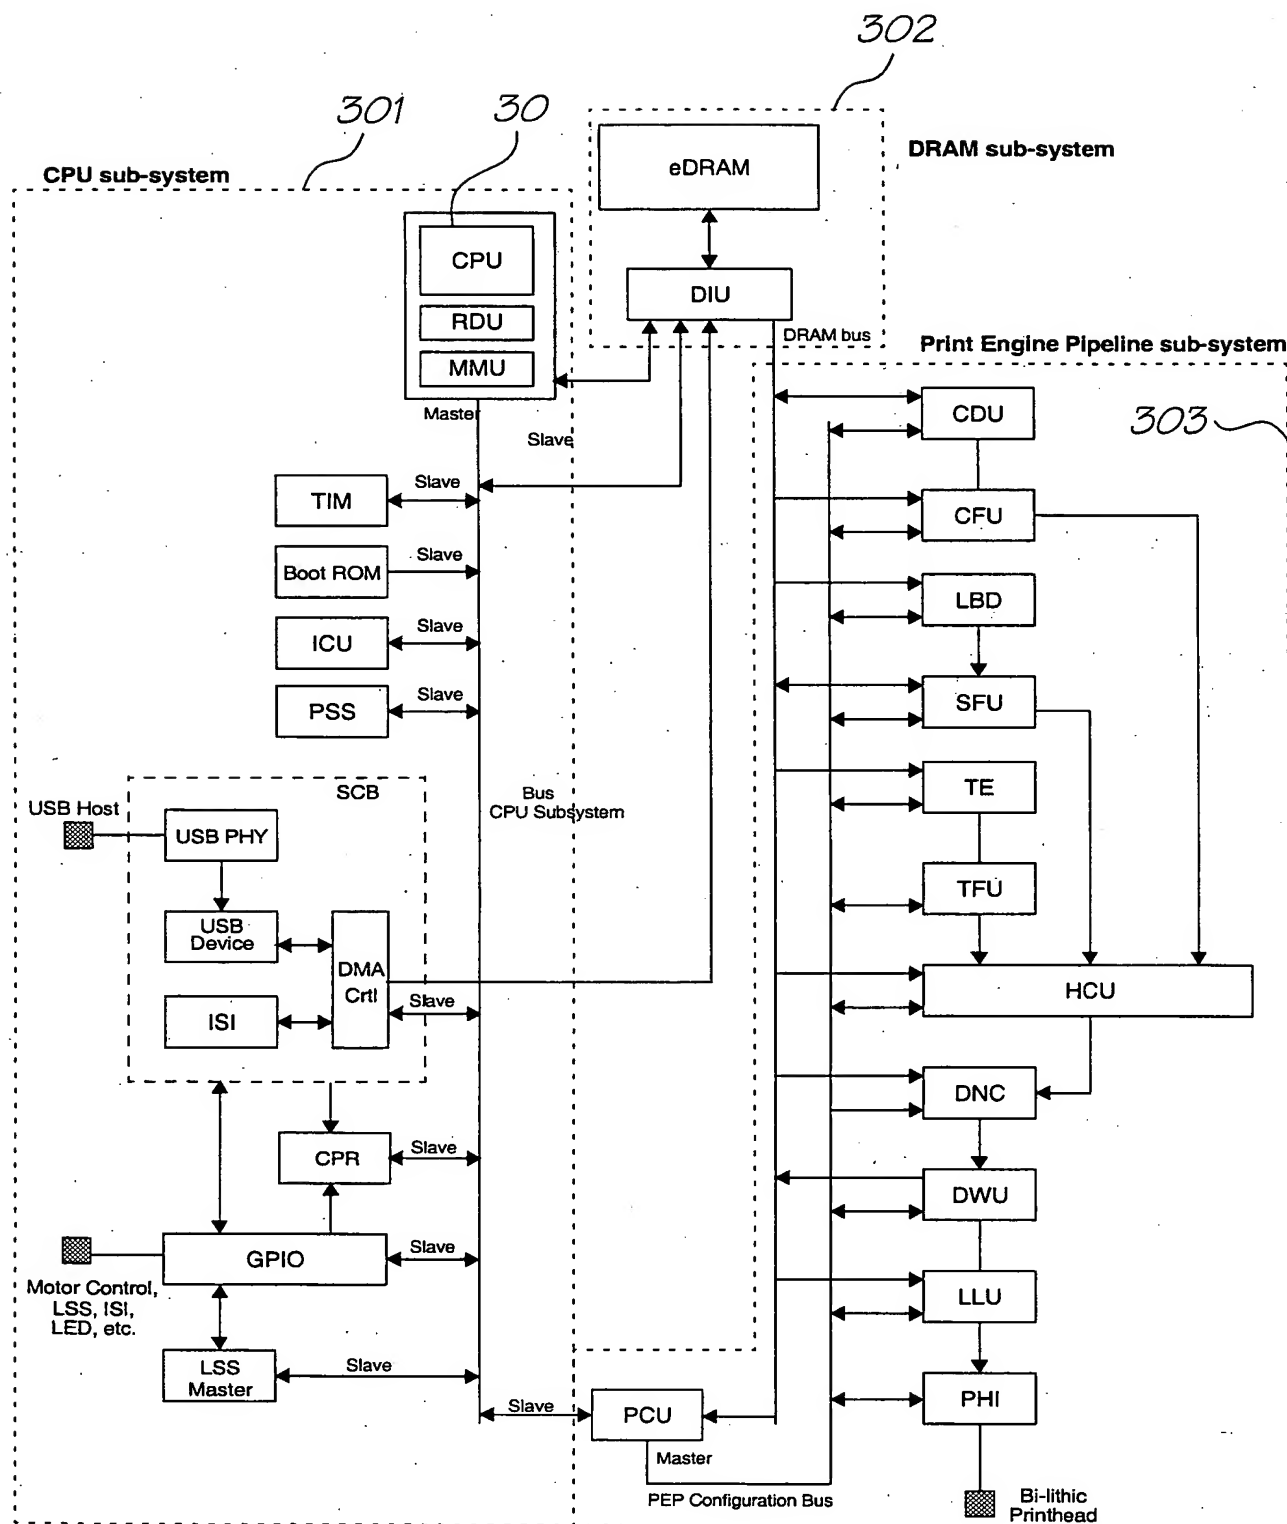 302
301
30
CPU sub-system
DRAM sub-system
eDRAM
CPU
RDU
MMU
DIU
DRAM bus
Print Engine Pipeline sub-system
303
Master
Slave
CDU
TIM
Slave
CFU
Boot ROM
Slave
LBD
ICU
Slave
PSS
Slave
SFU
TE
SCB
USB Host
USB PHY
Bus
CPU Subsystem
TFU
USB
Device
DMA
Crtl
Slave
ISI
HCU
DNC
CPR
Slave
DWU
GPIO
Slave
Motor Control,
LSS, ISI,
LED, etc.
LLU
LSS
Master
Slave
PHI
Slave
PCU
Master
PEP Configuration Bus
Bi-lithic
Printhead